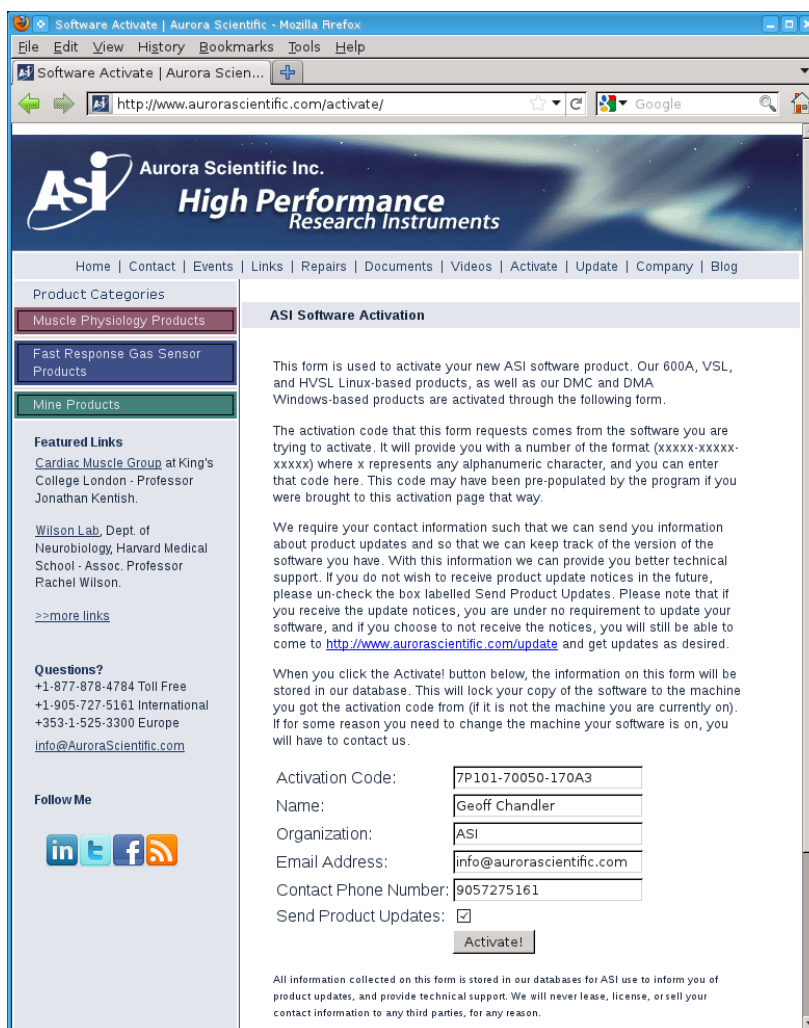 Software Activate | Aurora Scientific - Mozilla Firefox
File Edit View History Bookmarks Tools Help
Software Activate | Aurora Scien...
http://www.aurorascientific.com/activate/
Google
ASI
Aurora Scientific Inc.
High Performance
Research Instruments
Home | Contact | Events | Links | Repairs | Documents | Videos | Activate | Update | Company | Blog
Product Categories
Muscle Physiology Products
Fast Response Gas Sensor
Products
Mine Products
Featured Links
Cardiac Muscle Group at King's
College London - Professor
Jonathan Kentish.
Wilson Lab, Dept. of
Neurobiology, Harvard Medical
School - Assoc. Professor
Rachel Wilson.
>>more links
Questions?
+1-877-878-4784 Toll Free
+1-905-727-5161 International
+353-1-525-3300 Europe
info@AuroraScientific.com
Follow Me
in
t
f
ASI Software Activation
This form is used to activate your new ASI software product. Our 600A, VSL,
and HVSL Linux-based products, as well as our DMC and DMA
Windows-based products are activated through the following form.
The activation code that this form requests comes from the software you are
trying to activate. It will provide you with a number of the format (xxxxx-xxxxx-
xxxxx) where x represents any alphanumeric character, and you can enter
that code here. This code may have been pre-populated by the program if you
were brought to this activation page that way.
We require your contact information such that we can send you information
about product updates and so that we can keep track of the version of the
software you have. With this information we can provide you better technical
support. If you do not wish to receive product update notices in the future,
please un-check the box labelled Send Product Updates. Please note that if
you receive the update notices, you are under no requirement to update your
software, and if you choose to not receive the notices, you will still be able to
come to http://www.aurorascientific.com/update and get updates as desired.
When you click the Activate! button below, the information on this form will be
stored in our database. This will lock your copy of the software to the machine
you got the activation code from (if it is not the machine you are currently on).
If for some reason you need to change the machine your software is on, you
will have to contact us.
Activation Code: 7P101-70050-170A3
Name: Geoff Chandler
Organization: ASI
Email Address: info@aurorascientific.com
Contact Phone Number: 9057275161
Send Product Updates:
Activate!
All information collected on this form is stored in our databases for ASI use to inform you of
product updates, and provide technical support. We will never lease, license, or sell your
contact information to any third parties, for any reason.